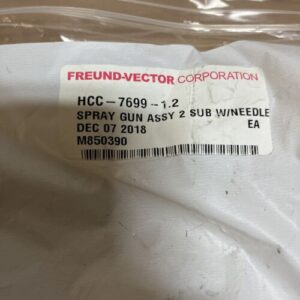 FREUND-VECTOR CORPORATION
HCC-7699-1.2
SPRAY GUN ASSY 2 SUB W/NEEDLE
DEC 07 2018 EA
M850390